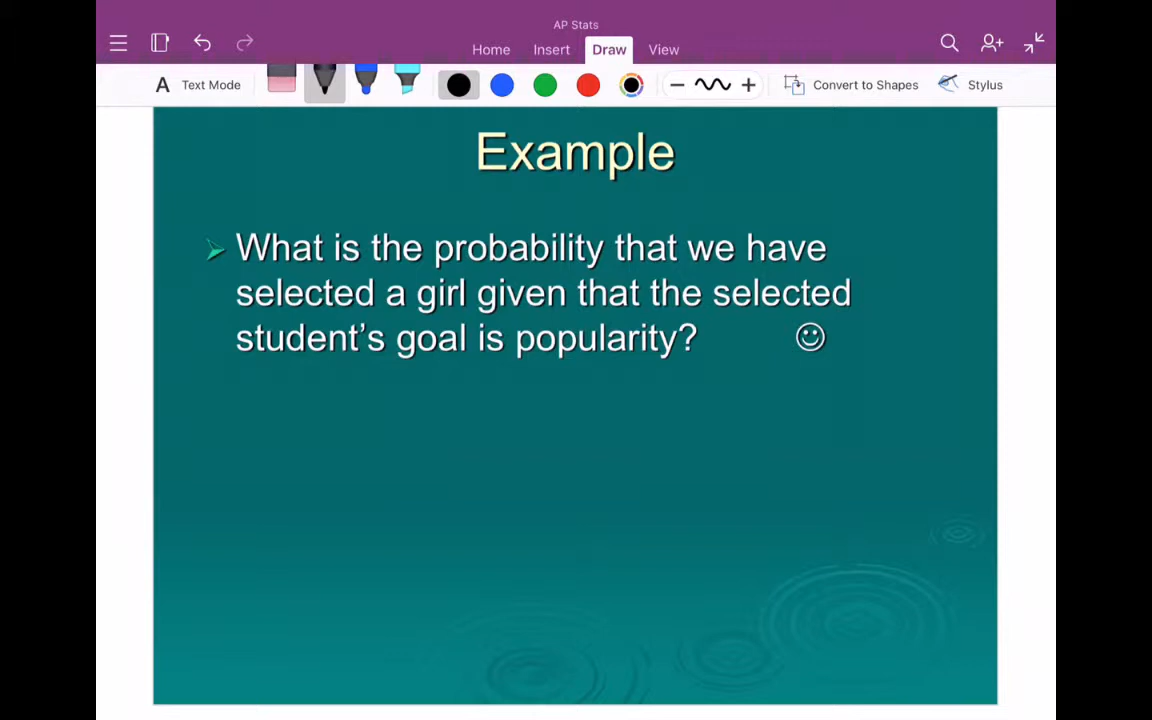 AP Stats
Home Insert Draw View
A Text Mode Convert to Shapes Stylus
Example
What is the probability that we have
selected a girl given that the selected
student’s goal is popularity? ☺